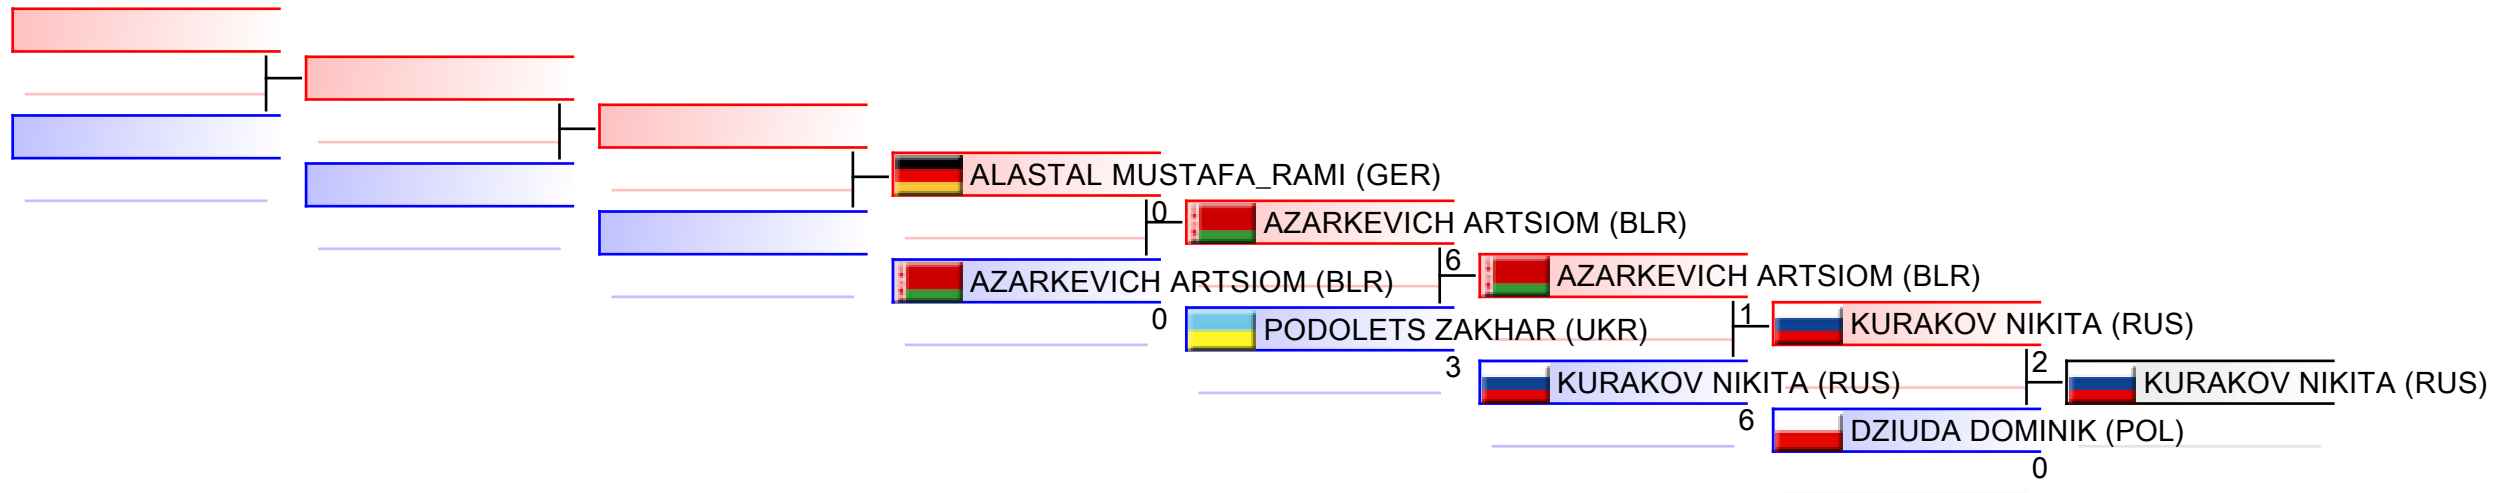 ALASTAL MUSTAFA_RAMI (GER)
0
AZARKEVICH ARTSIOM (BLR)
0
AZARKEVICH ARTSIOM (BLR)
6
PODOLETS ZAKHAR (UKR)
3
AZARKEVICH ARTSIOM (BLR)
1
KURAKOV NIKITA (RUS)
6
KURAKOV NIKITA (RUS)
2
DZIUDA DOMINIK (POL)
0
KURAKOV NIKITA (RUS)